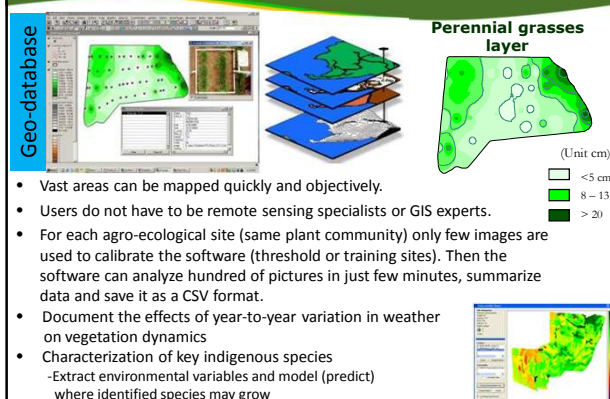 Geo-database
Perennial grasses
layer
(Unit cm)
<5 cm
8 – 13
> 20
• Vast areas can be mapped quickly and objectively.
• Users do not have to be remote sensing specialists or GIS experts.
• For each agro-ecological site (same plant community) only few images are
used to calibrate the software (threshold or training sites). Then the
software can analyze hundred of pictures in just few minutes, summarize
data and save it as a CSV format.
• Document the effects of year-to-year variation in weather
on vegetation dynamics
• Characterization of key indigenous species
-Extract environmental variables and model (predict)
where identified species may grow